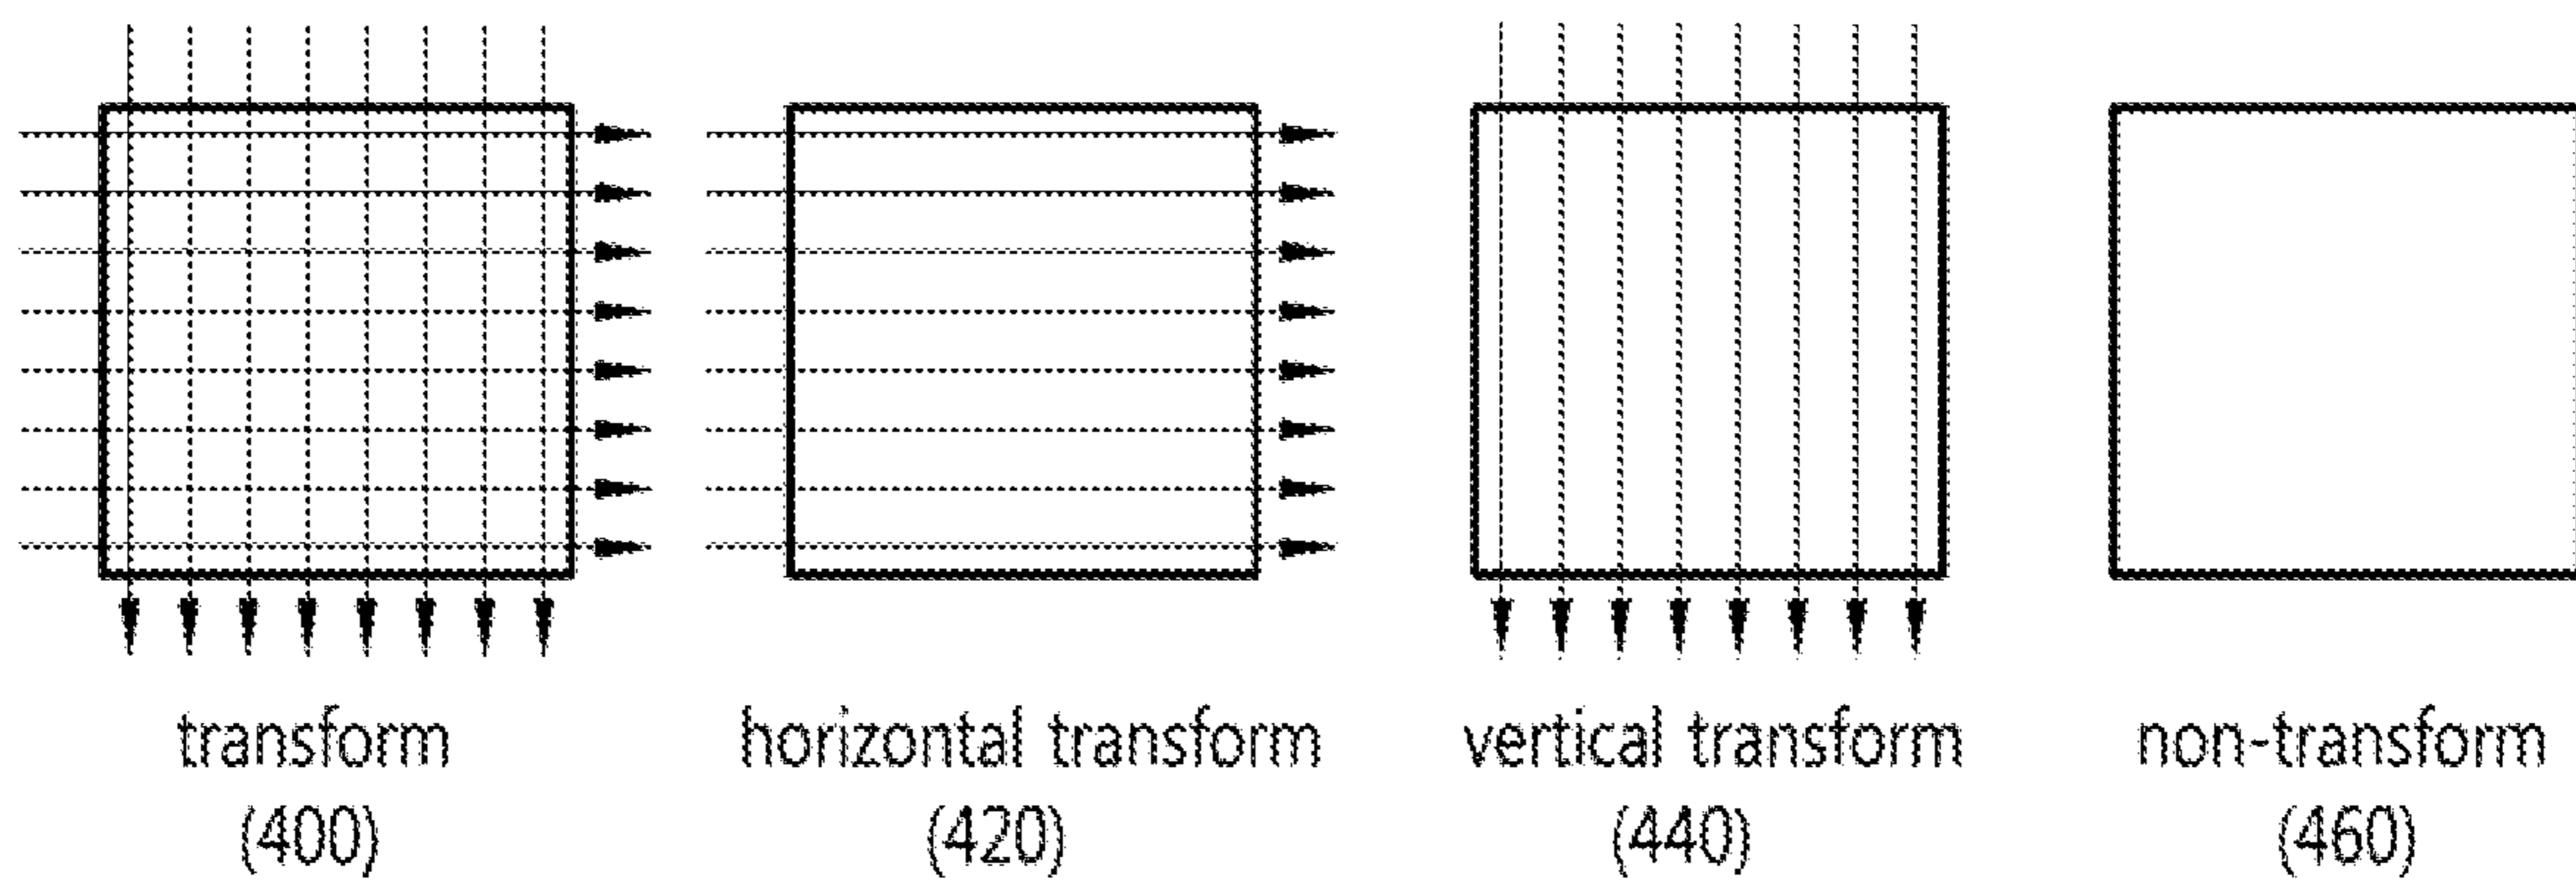 transform
(400)
horizontal transform
(420)
vertical transform
(440)
non-transform
(460)